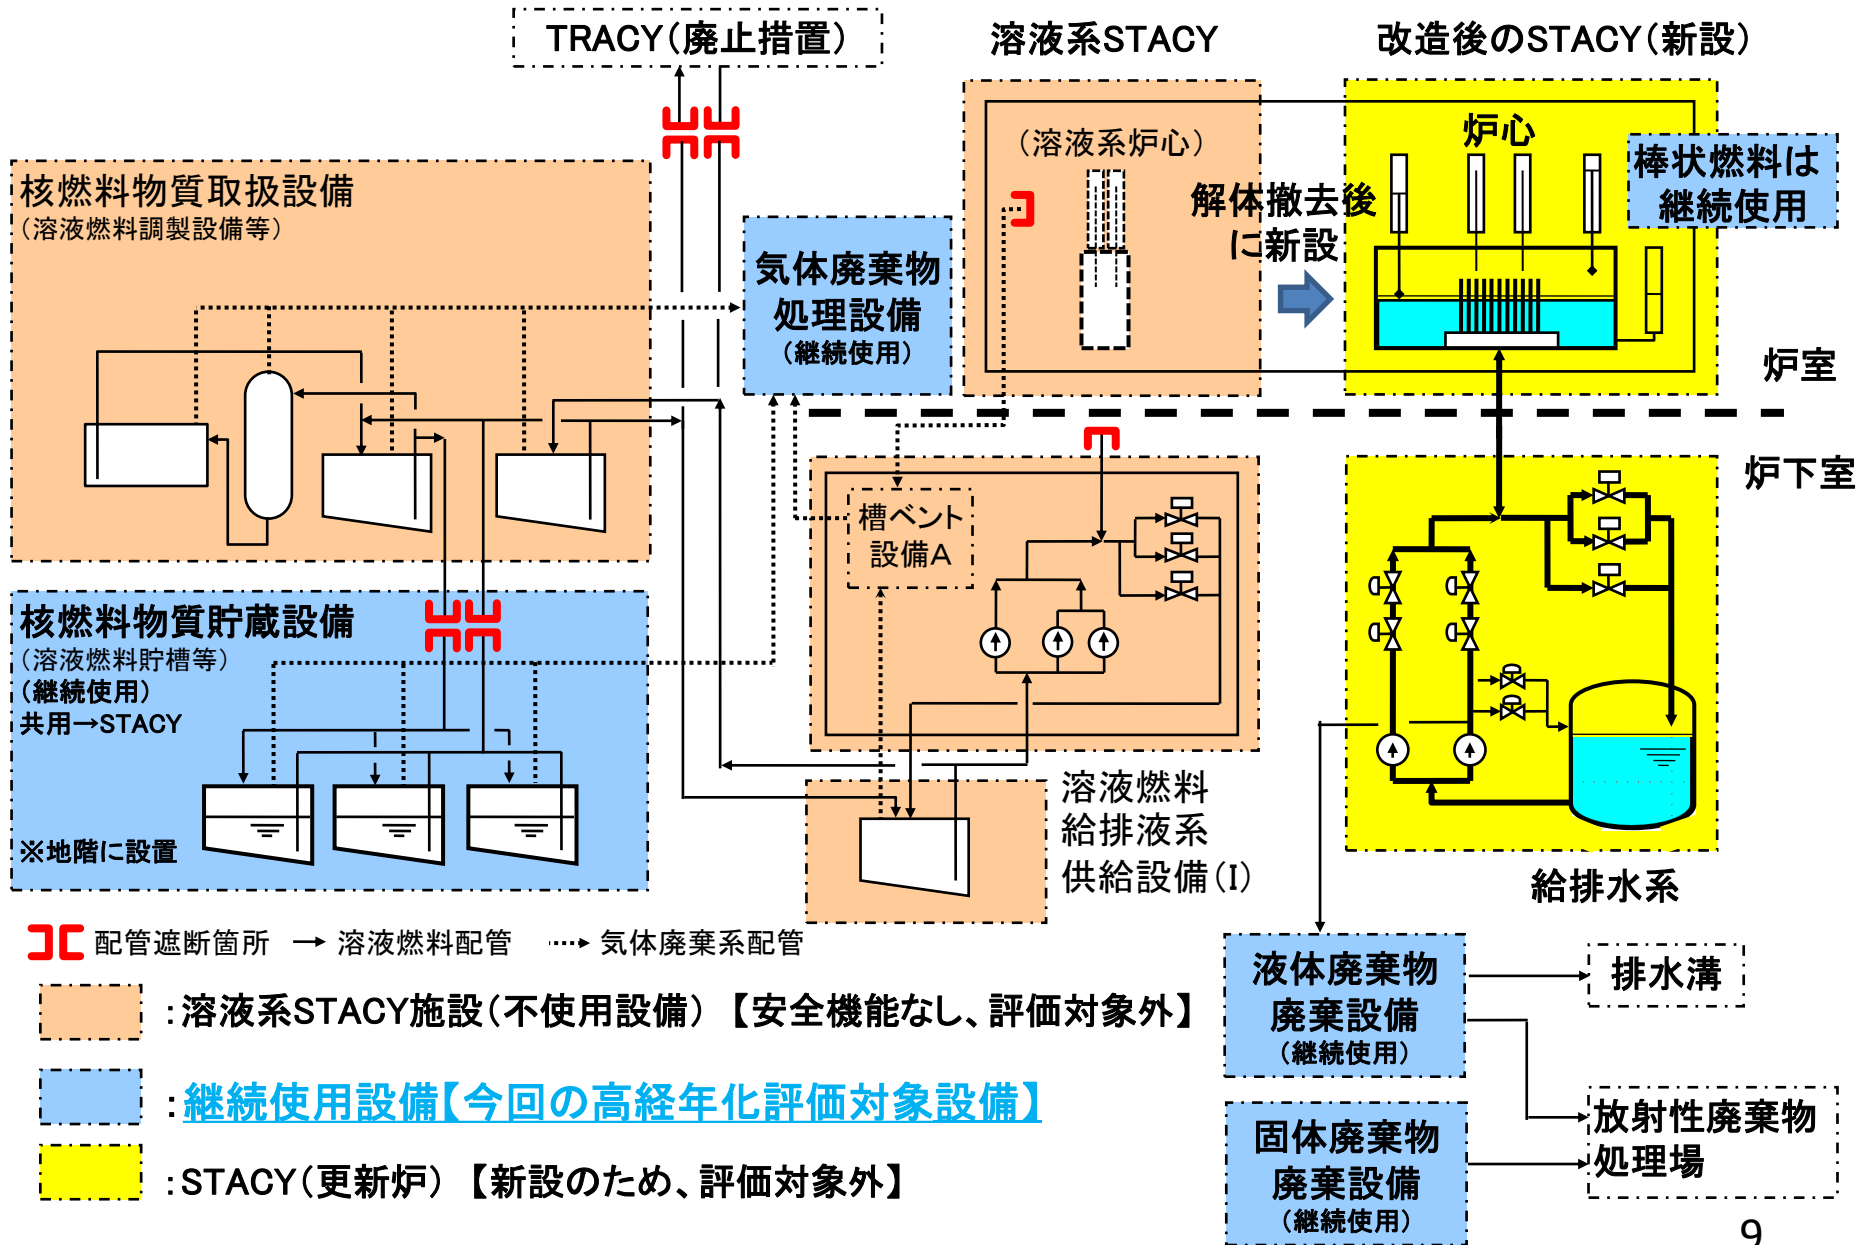 TRACY（廃止措置）
溶液系STACY
改造後のSTACY（新設）
（溶液系炉心）
炉心
棒状燃料は
継続使用
核燃料物質取扱設備
（溶液燃料調製設備等）
解体撤去後
に新設
気体廃棄物
処理設備
（継続使用）
炉室
炉下室
槽ベント
設備A
核燃料物質貯蔵設備
（溶液燃料貯槽等）
（継続使用）
共用→STACY
※地階に設置
溶液燃料
給排液系
供給設備（Ⅰ）
給排水系
配管遮断箇所
溶液燃料配管
気体廃棄系配管
液体廃棄物
廃棄設備
（継続使用）
排水溝
：溶液系STACY施設（不使用設備）【安全機能なし、評価対象外】
：継続使用設備【今回の高経年化評価対象設備】
固体廃棄物
廃棄設備
（継続使用）
放射性廃棄物
処理場
：STACY（更新炉）【新設のため、評価対象外】
9